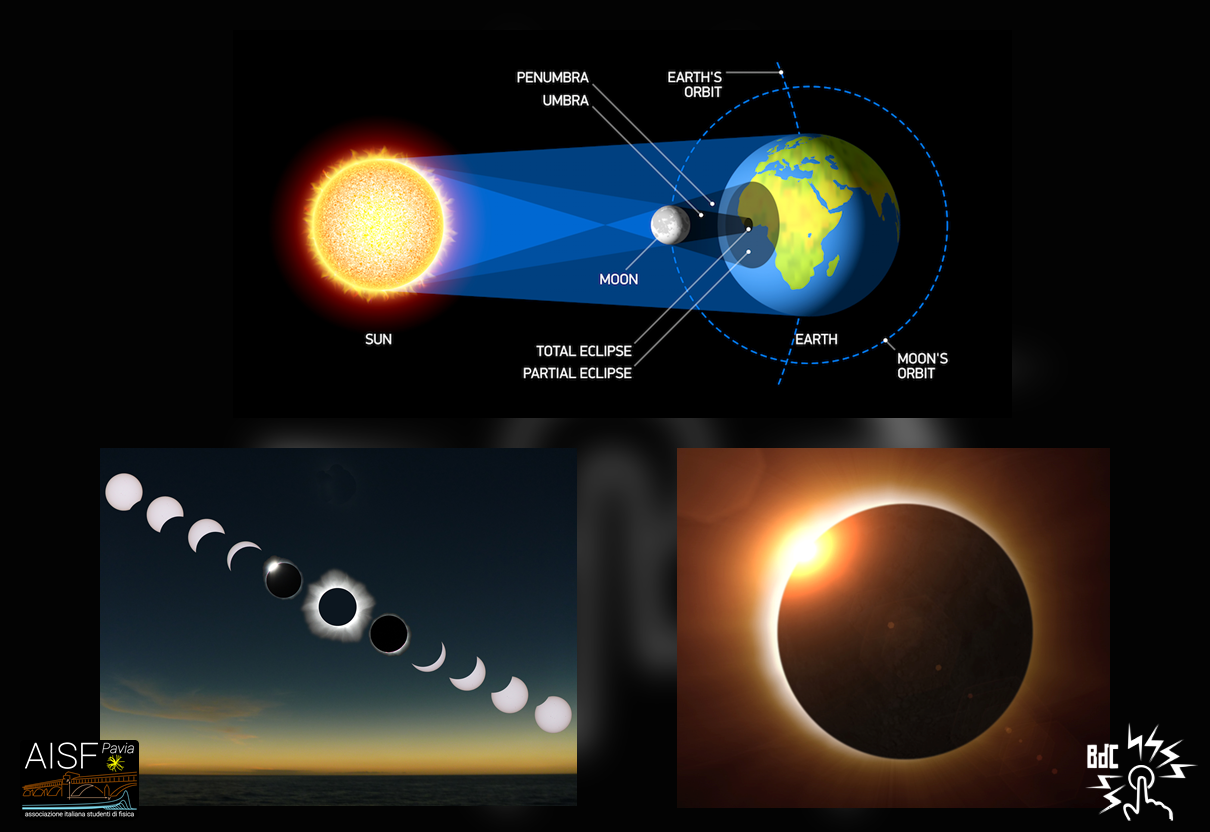 PENUMBRA
UMBRA
EARTH'S
ORBIT
MOON
SUN
EARTH
TOTAL ECLIPSE
PARTIAL ECLIPSE
MOON'S
ORBIT
AISF Pavia
associazione italiana studenti di fisica
BdC